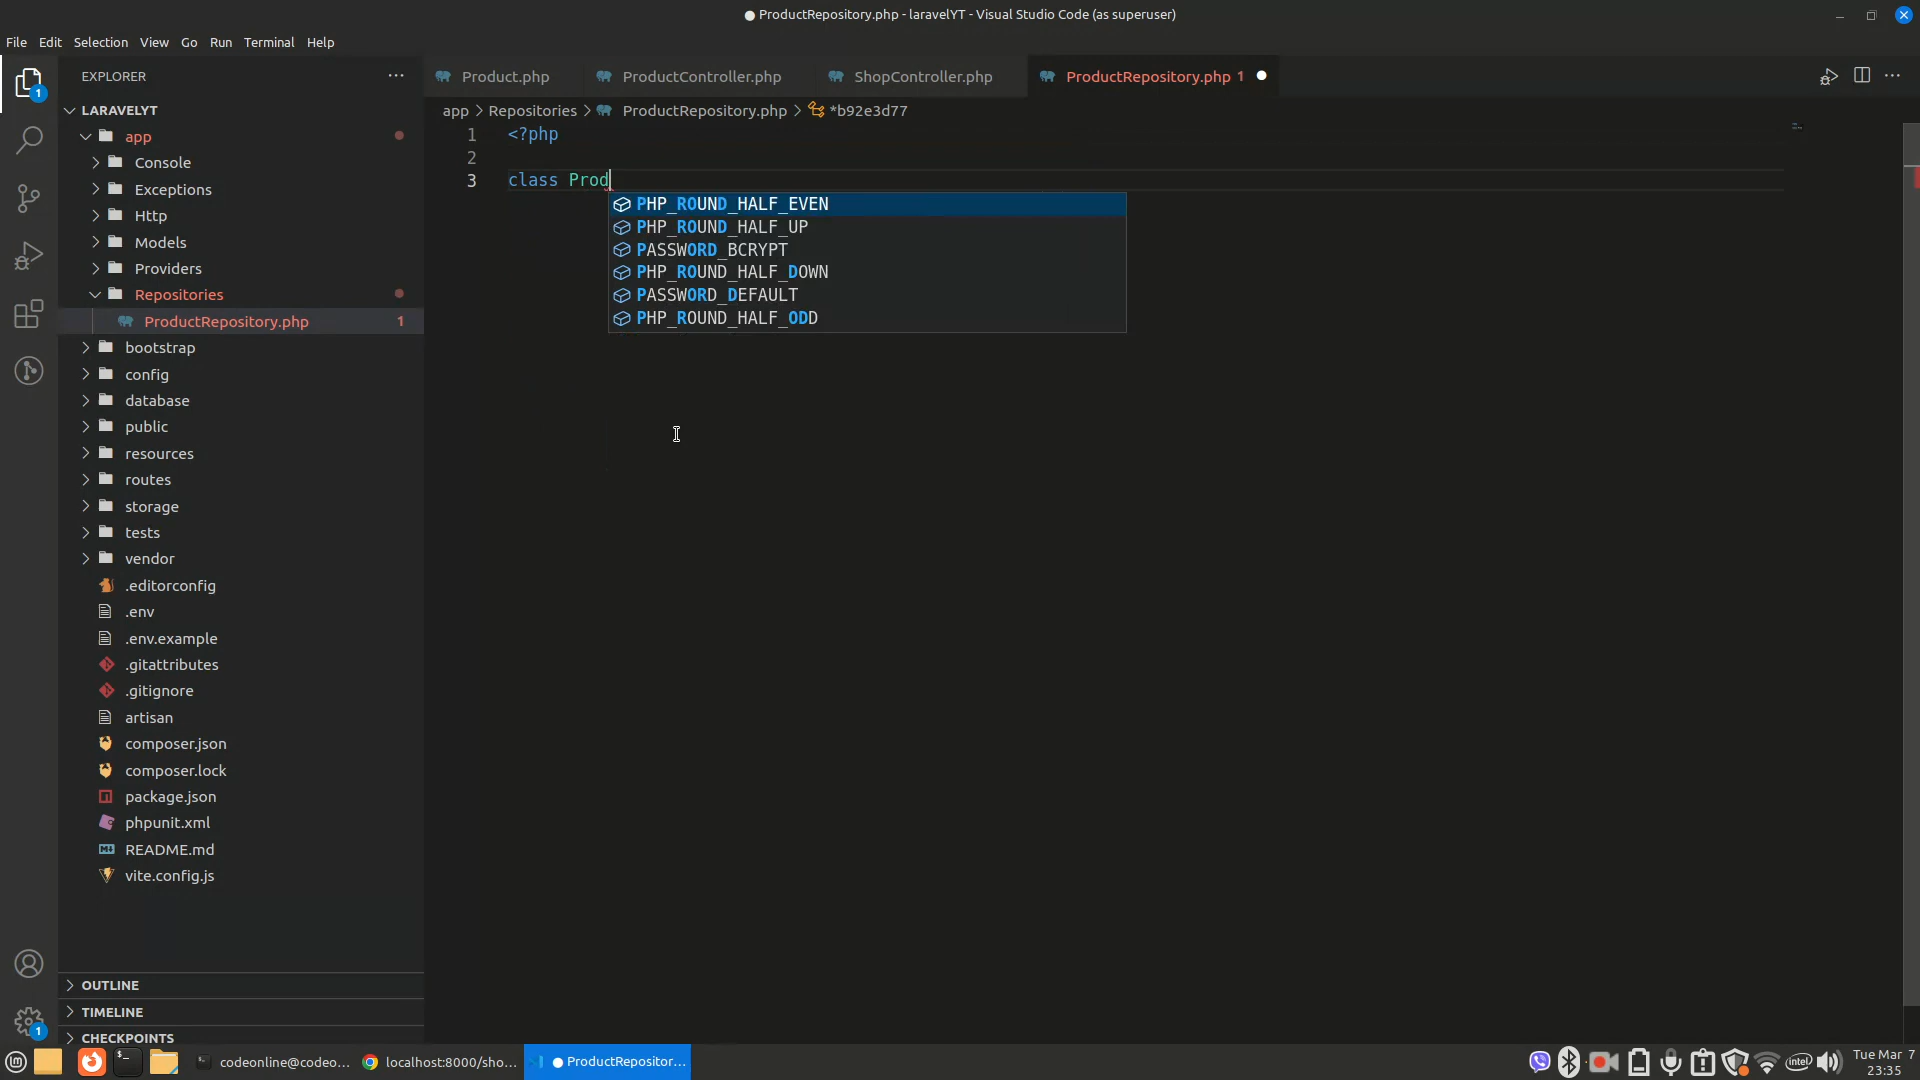 ProductRepository.php - laravelYT - Visual Studio Code (as superuser)
File Edit Selection View Go Run Terminal Help
EXPLORER
Product.php
ProductController.php
ShopController.php
ProductRepository.php 1
LARAVELYT
app > Repositories > ProductRepository.php > *b92e3d77
app
Console
Exceptions
Http
Models
Providers
Repositories
ProductRepository.php 1
bootstrap
config
database
public
resources
routes
storage
tests
vendor
.editorconfig
.env
.env.example
.gitattributes
.gitignore
artisan
composer.json
composer.lock
package.json
phpunit.xml
README.md
vite.config.js
OUTLINE
TIMELINE
CHECKPOINTS
1 <?php
2
3 class Prod
PHP_ROUND_HALF_EVEN
PHP_ROUND_HALF_UP
PASSWORD_BCRYPT
PHP_ROUND_HALF_DOWN
PASSWORD_DEFAULT
PHP_ROUND_HALF_ODD
1
1
codeonline@codeo...
localhost:8000/sho...
ProductRepositor...
intel
Tue Mar 7
23:35